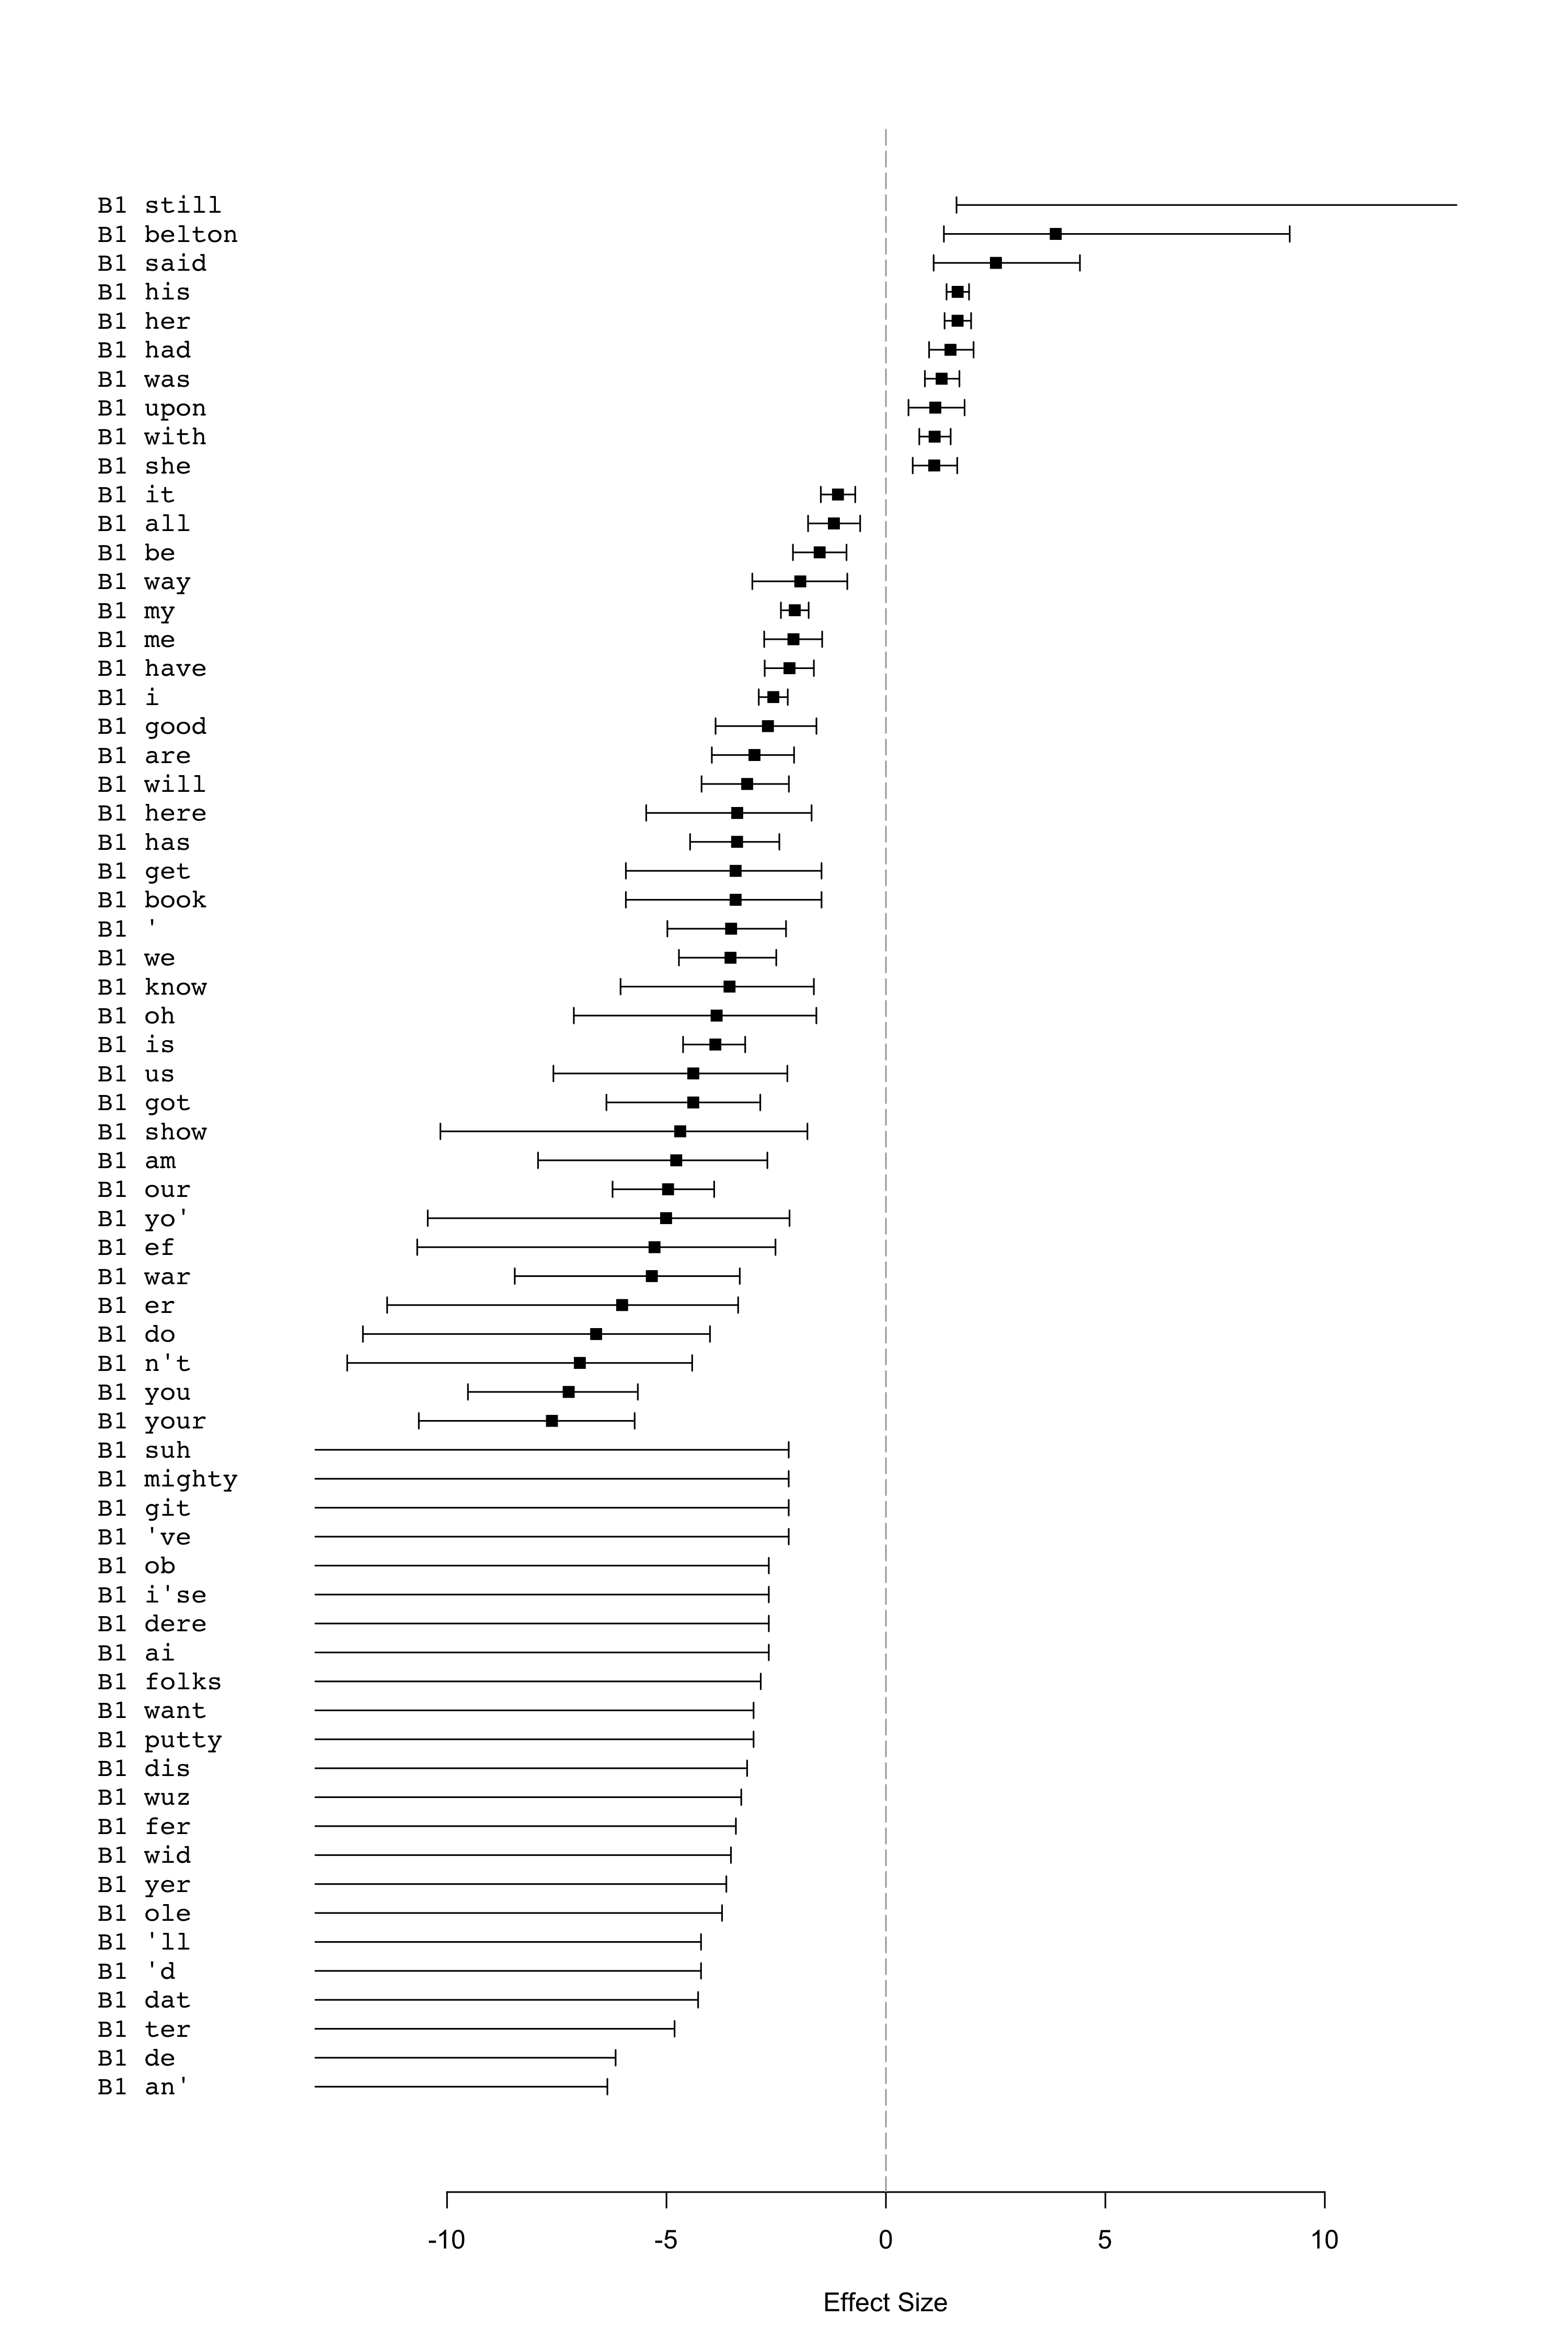 B1 still
B1 belton
B1 said
B1 his
B1 her
B1 had
B1 was
B1 upon
B1 with
B1 she
B1 it
B1 all
B1 be
B1 way
B1 my
B1 me
B1 have
B1 i
B1 good
B1 are
B1 will
B1 here
B1 has
B1 get
B1 book
B1 '
B1 we
B1 know
B1 oh
B1 is
B1 us
B1 got
B1 show
B1 am
B1 our
B1 yo'
B1 ef
B1 war
B1 er
B1 do
B1 n't
B1 you
B1 your
B1 suh
B1 mighty
B1 git
B1 've
B1 ob
B1 i'se
B1 dere
B1 ai
B1 folks
B1 want
B1 putty
B1 dis
B1 wuz
B1 fer
B1 wid
B1 yer
B1 ole
B1 'll
B1 'd
B1 dat
B1 ter
B1 de
B1 an'
-10 -5 0 5 10
Effect Size